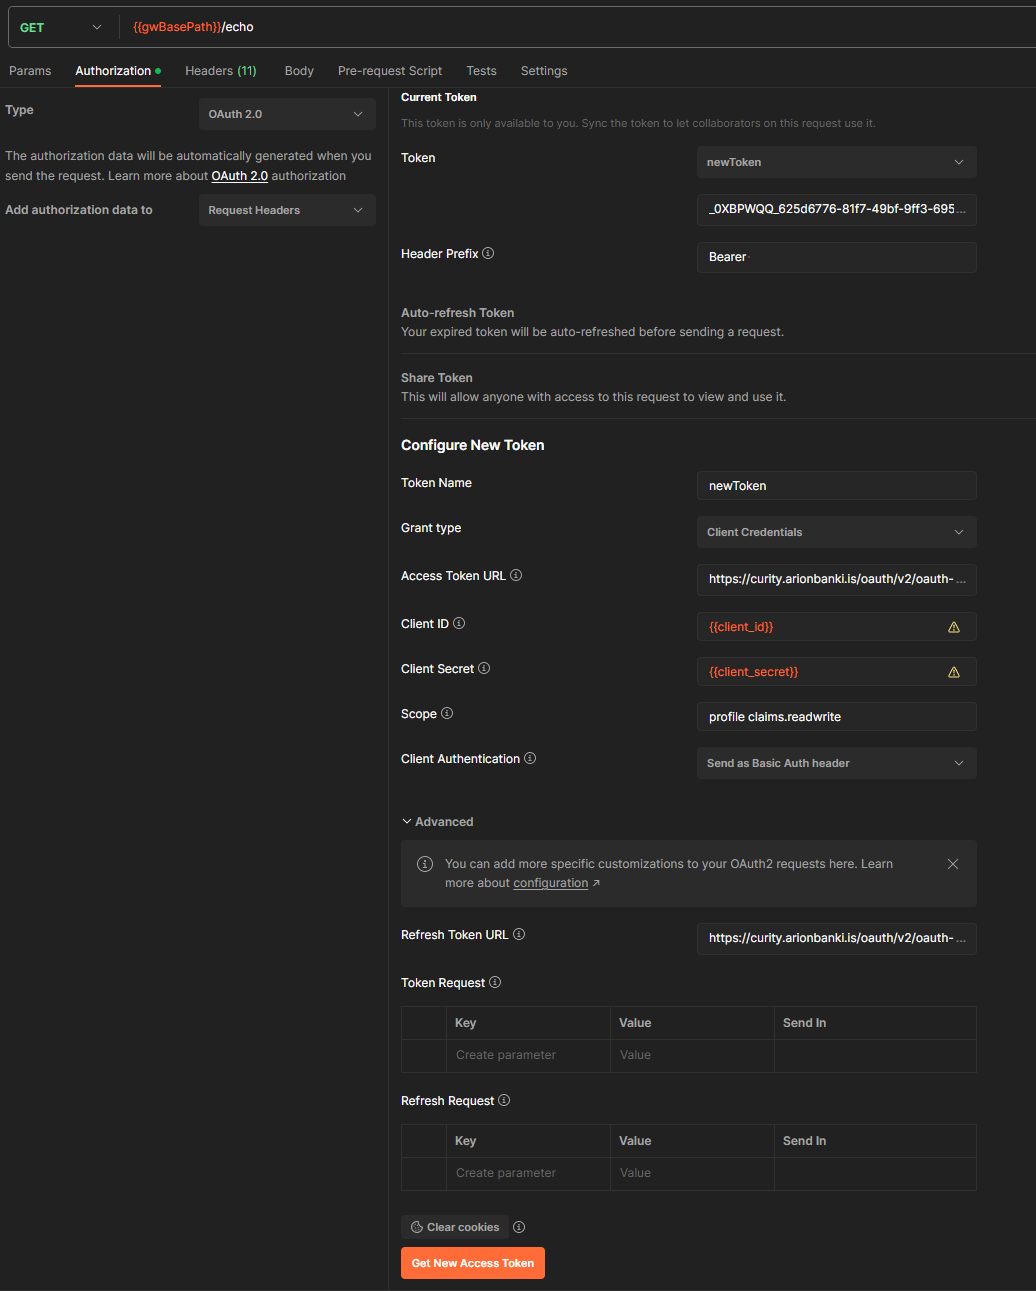 GET
{{gwBasePath}}/echo
Params Authorization Headers (11) Body Pre-request Script Tests Settings
Type
OAuth 2.0
The authorization data will be automatically generated when you
send the request. Learn more about OAuth 2.0 authorization
Add authorization data to
Request Headers
Current Token
This token is only available to you. Sync the token to let collaborators on this request use it.
Token
newToken
_0XBPWQQ_625d6776-81f7-49bf-9ff3-695...
Header Prefix
Bearer
Auto-refresh Token
Your expired token will be auto-refreshed before sending a request.
Share Token
This will allow anyone with access to this request to view and use it.
Configure New Token
Token Name
newToken
Grant type
Client Credentials
Access Token URL
https://curity.arionbanki.is/oauth/v2/oauth-...
Client ID
{{client_id}}
Client Secret
{{client_secret}}
Scope
profile claims.readwrite
Client Authentication
Send as Basic Auth header
Advanced
You can add more specific customizations to your OAuth2 requests here. Learn
more about configuration ↗
Refresh Token URL
https://curity.arionbanki.is/oauth/v2/oauth-...
Token Request
Key Value Send In
Create parameter Value
Refresh Request
Key Value Send In
Create parameter Value
Clear cookies
Get New Access Token